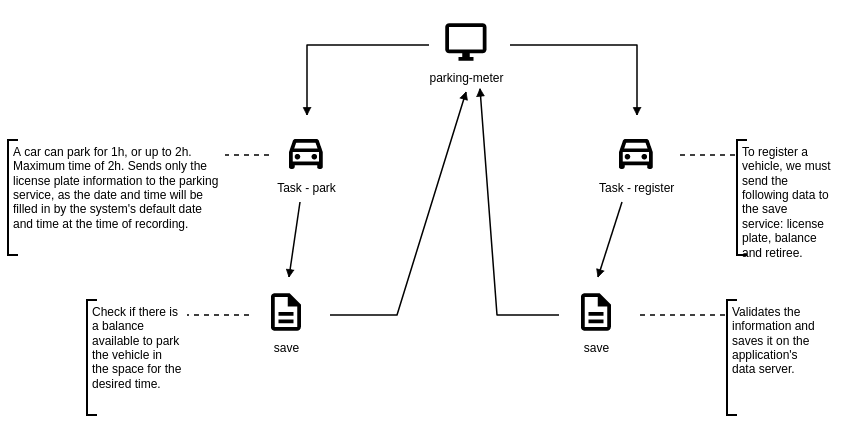 parking-meter
A car can park for 1h, or up to 2h.
Maximum time of 2h. Sends only the
license plate information to the parking
service, as the date and time will be
filled in by the system's default date
and time at the time of recording.
Task - park
Task - register
To register a
vehicle, we must
send the
following data to
the save
service: license
plate, balance
and retiree.
Check if there is
a balance
available to park
the vehicle in
the space for the
desired time.
save
save
Validates the
information and
saves it on the
application's
data server.